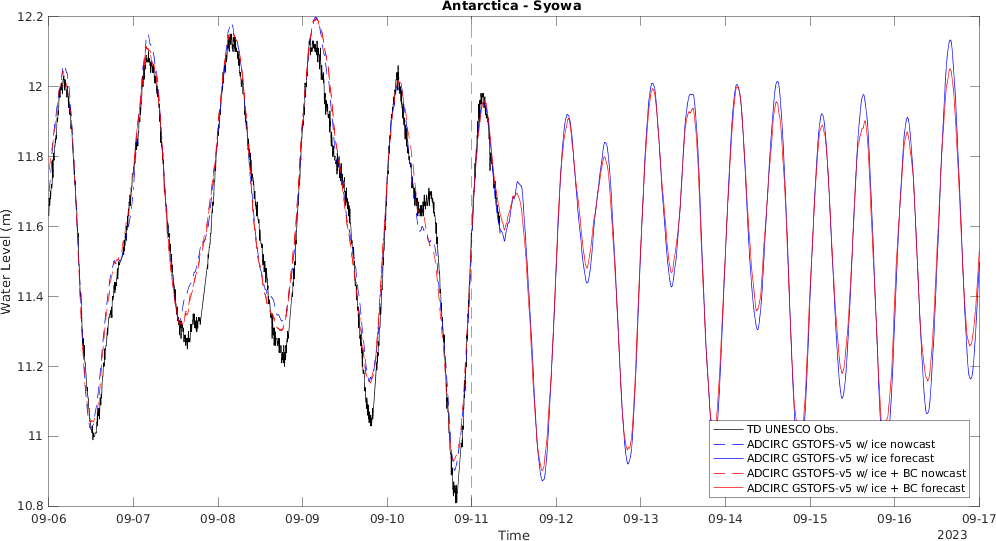 Antarctica - Syowa
12.2
12
11.8
11.6
11.4
11.2
11
10.8
Water Level (m)
TD UNESCO Obs.
ADCIRC GSTOFS-v5 w/ ice nowcast
ADCIRC GSTOFS-v5 w/ ice forecast
ADCIRC GSTOFS-v5 w/ ice + BC nowcast
ADCIRC GSTOFS-v5 w/ ice + BC forecast
09-06 09-07 09-08 09-09 09-10 09-11 09-12 09-13 09-14 09-15 09-16 09-17
Time
2023